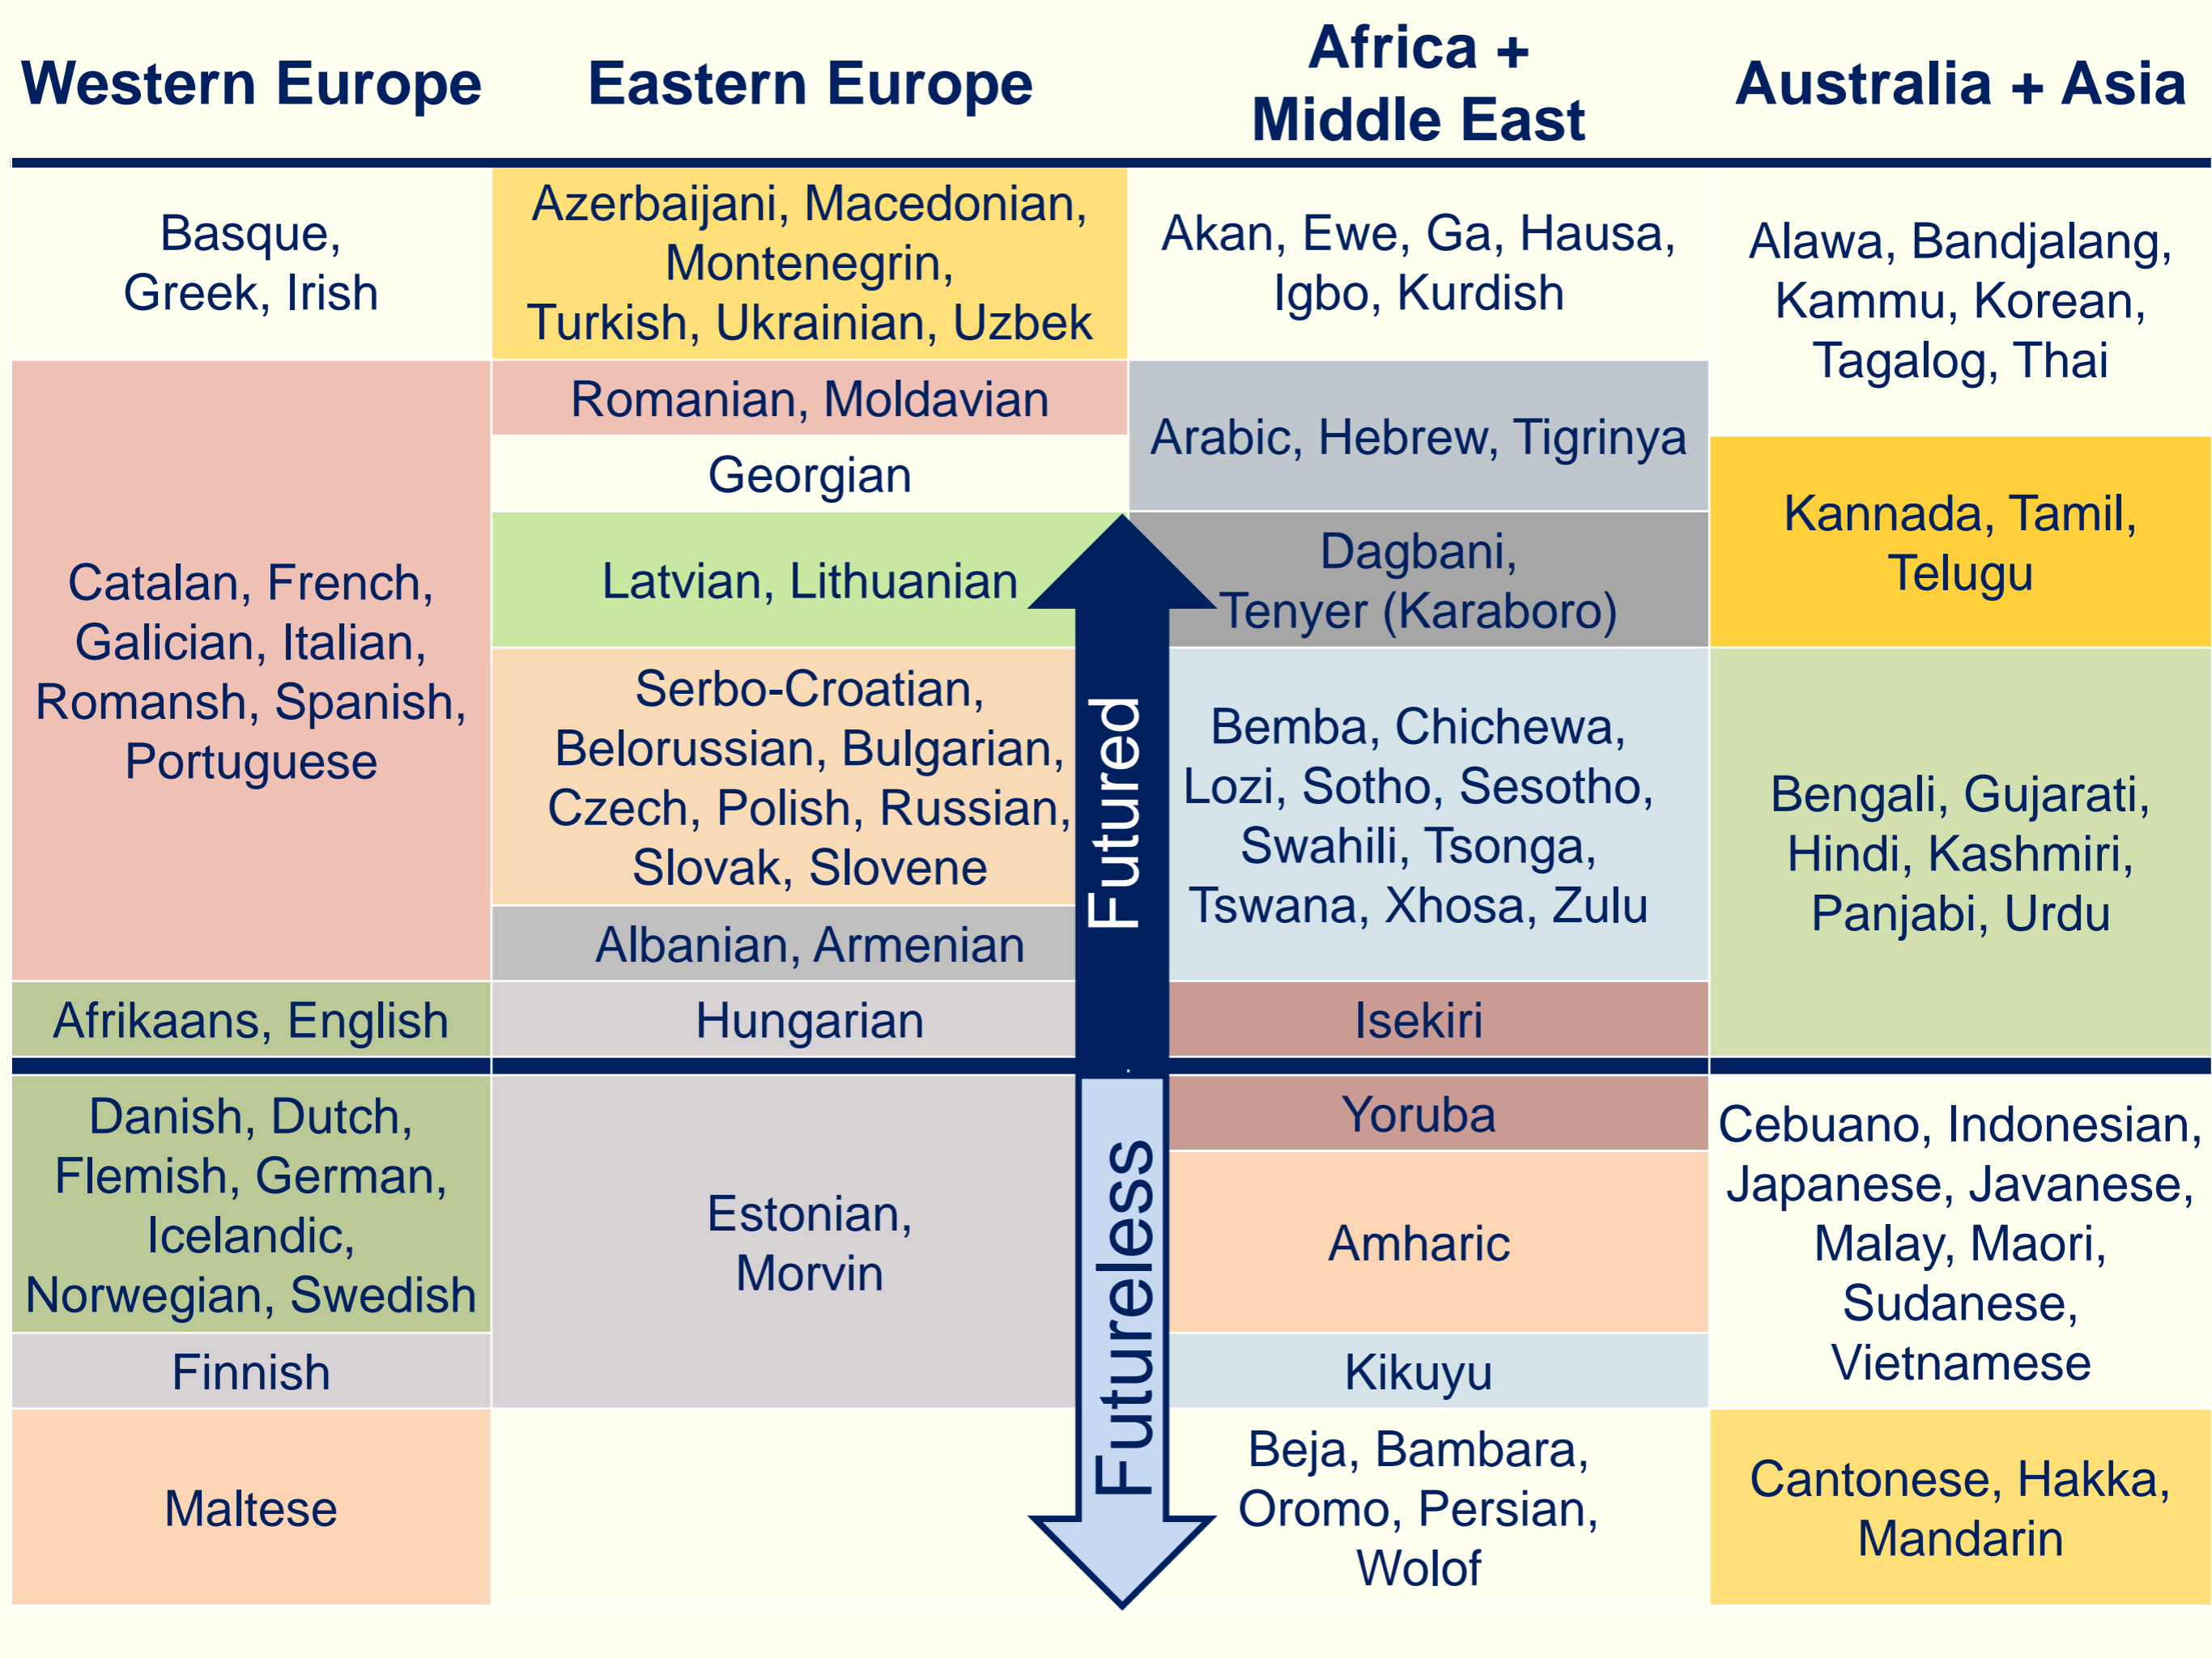 Western Europe
Eastern Europe
Africa +
Middle East
Australia + Asia
Basque,
Greek, Irish
Azerbaijani, Macedonian,
Montenegrin,
Turkish, Ukrainian, Uzbek
Akan, Ewe, Ga, Hausa,
Igbo, Kurdish
Alawa, Bandjalang,
Kammu, Korean,
Tagalog, Thai
Catalan, French,
Galician, Italian,
Romansh, Spanish,
Portuguese
Romanian, Moldavian
Georgian
Latvian, Lithuanian
Serbo-Croatian,
Belorussian, Bulgarian,
Czech, Polish, Russian,
Slovak, Slovene
Albanian, Armenian
Arabic, Hebrew, Tigrinya
Dagbani,
Tenyer (Karaboro)
Bemba, Chichewa,
Lozi, Sotho, Sesotho,
Swahili, Tsonga,
Tswana, Xhosa, Zulu
Kannada, Tamil,
Telugu
Bengali, Gujarati,
Hindi, Kashmiri,
Panjabi, Urdu
Afrikaans, English
Hungarian
Isekiri
Futured
Danish, Dutch,
Flemish, German,
Icelandic,
Norwegian, Swedish
Finnish
Maltese
Estonian,
Morvin
Futureless
Yoruba
Amharic
Kikuyu
Beja, Bambara,
Oromo, Persian,
Wolof
Cebuano, Indonesian,
Japanese, Javanese,
Malay, Maori,
Sudanese,
Vietnamese
Cantonese, Hakka,
Mandarin